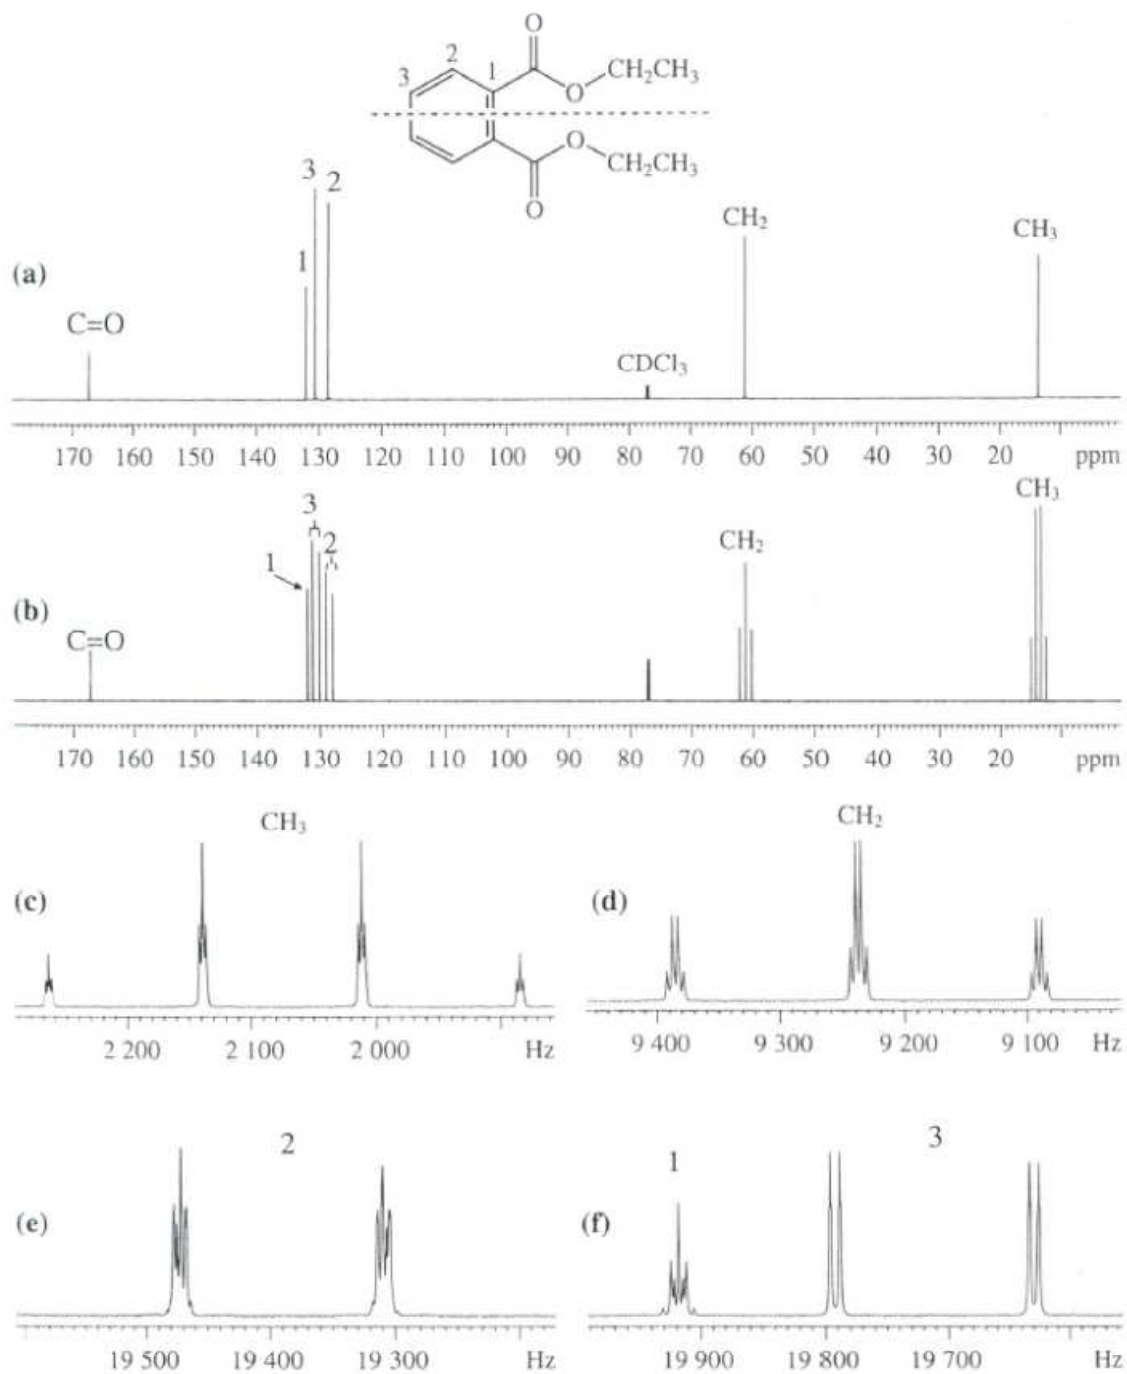 O
2
1
3
O
CH₂CH₃
O
CH₂CH₃
O
3
2
1
CH₂
CH₃
(a)
C=O
CDCl₃
170 160 150 140 130 120 110 100 90 80 70 60 50 40 30 20 ppm
3
CH₃
2
CH₂
1
(b)
C=O
170 160 150 140 130 120 110 100 90 80 70 60 50 40 30 20 ppm
CH₃
(c)
2 200 2 100 2 000 Hz
CH₂
(d)
9 400 9 300 9 200 9 100 Hz
2
(e)
19 500 19 400 19 300 Hz
3
1
(f)
19 900 19 800 19 700 Hz